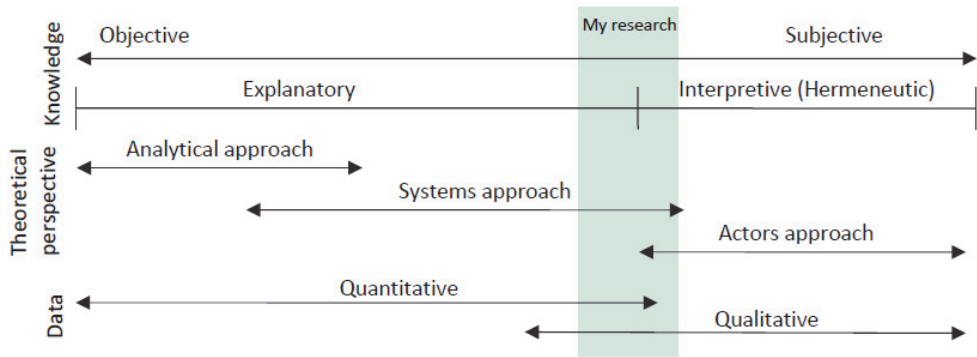 My research
Objective
Subjective
Knowledge
Explanatory
Interpretive (Hermeneutic)
Theoretical
perspective
Analytical approach
Systems approach
Actors approach
Data
Quantitative
Qualitative